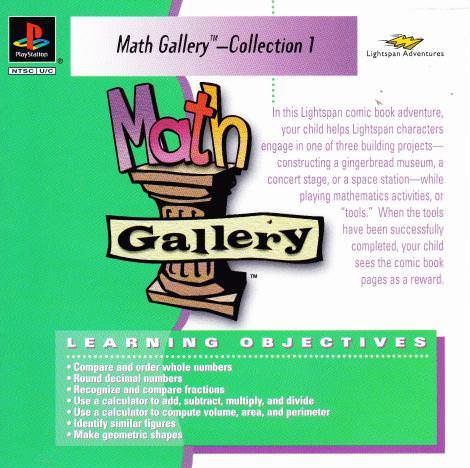 PlayStation
NTSC U/C
®
Math Gallery™—Collection 1
Lightspan Adventures
Math
Gallery
™
In this Lightspan comic book adventure,
your child helps Lightspan characters
engage in one of three building projects—
constructing a gingerbread museum, a
concert stage, or a space station—while
playing mathematics activities, or
"tools." When the tools
have been successfully
completed, your child
sees the comic book
pages as a reward.
LEARNING OBJECTIVES
• Compare and order whole numbers
• Round decimal numbers
• Recognize and compare fractions
• Use a calculator to add, subtract, multiply, and divide
• Use a calculator to compute volume, area, and perimeter
• Identify similar figures
• Make geometric shapes